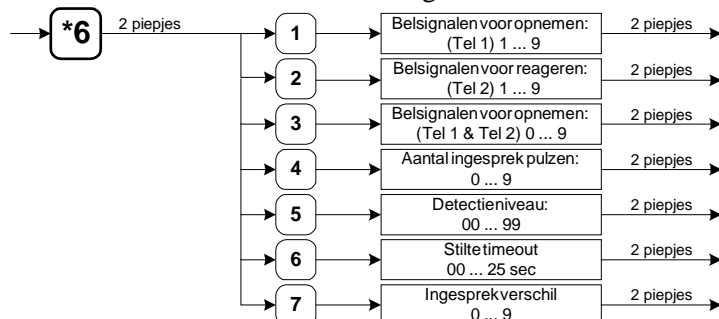 *6 2 piepjes
1 Belsignalen voor opnemen: 2 piepjes
(Tel 1) 1 ... 9
2 Belsignalen voor reageren: 2 piepjes
(Tel 2) 1 ... 9
3 Belsignalen voor opnemen: 2 piepjes
(Tel 1 & Tel 2) 0 ... 9
4 Aantal ingesprek pulzen: 2 piepjes
0 ... 9
5 Detectieniveau: 2 piepjes
00 ... 99
6 Stilte timeout 2 piepjes
00 ... 25 sec
7 Ingesprek verschil 2 piepjes
0 ... 9